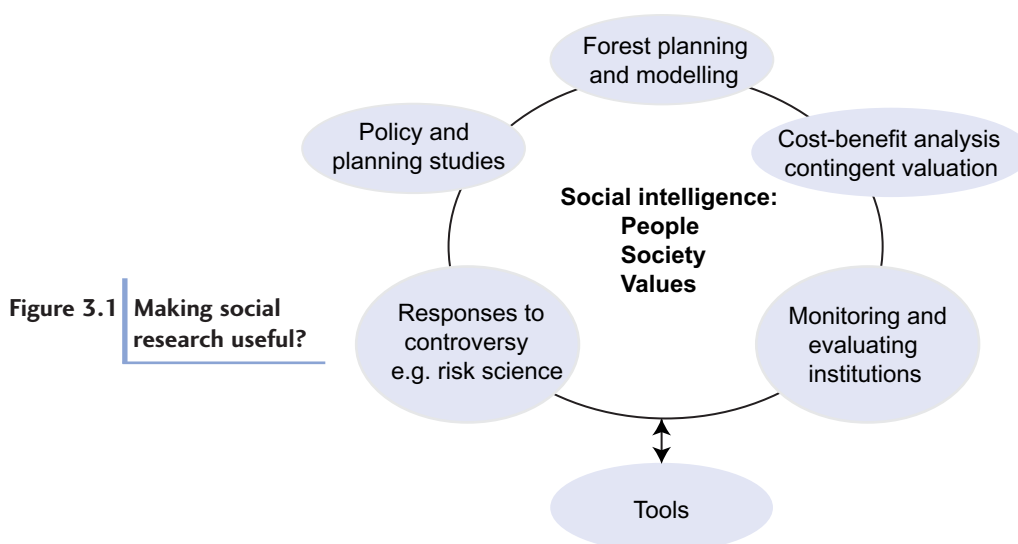 Forest planning
and modelling
Policy and
planning studies
Cost-benefit analysis
contingent valuation
Social intelligence:
People
Society
Values
Figure 3.1 Making social
research useful?
Responses to
controversy
e.g. risk science
Monitoring and
evaluating
institutions
Tools